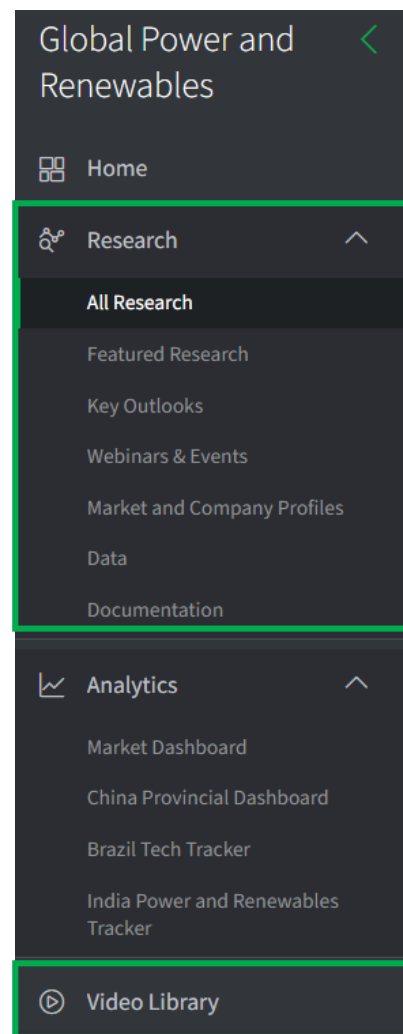 Global Power and
Renewables
Home
Research
All Research
Featured Research
Key Outlooks
Webinars & Events
Market and Company Profiles
Data
Documentation
Analytics
Market Dashboard
China Provincial Dashboard
Brazil Tech Tracker
India Power and Renewables
Tracker
Video Library